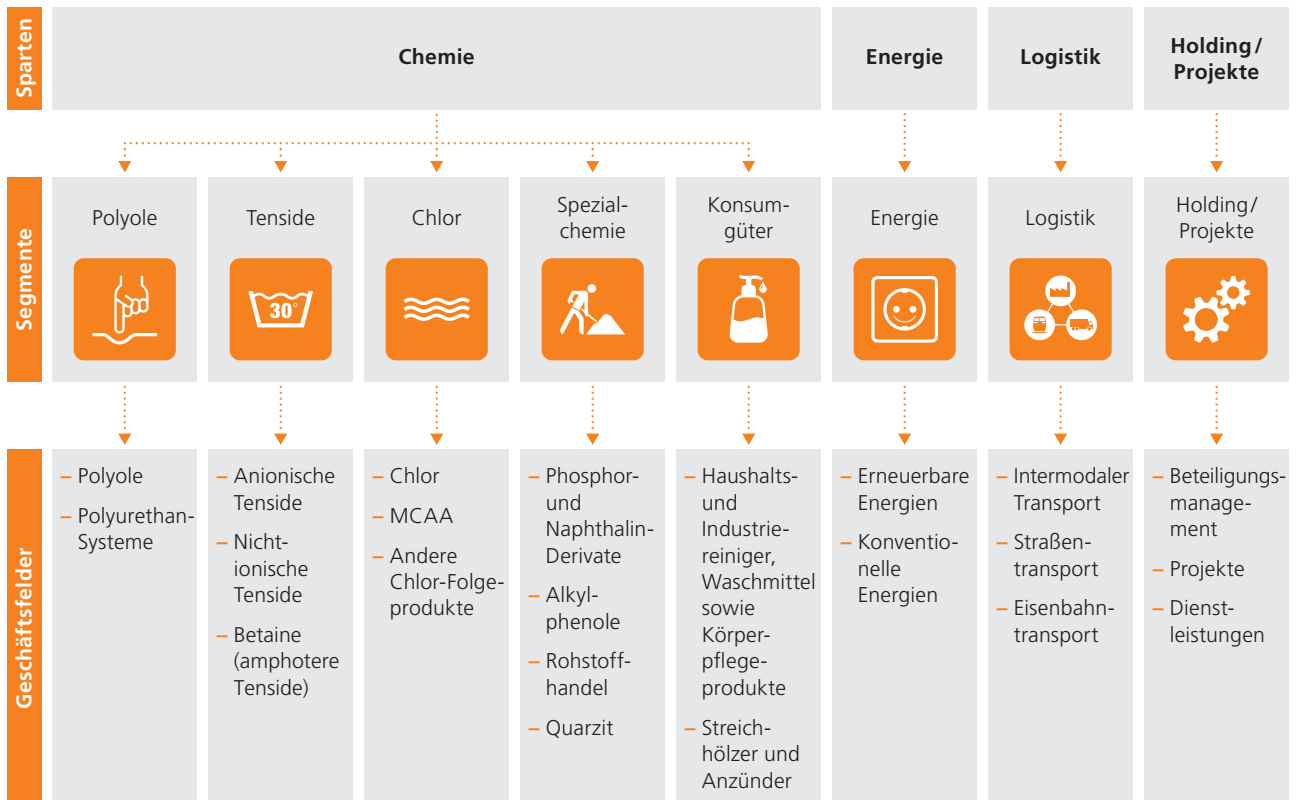 Sparten
Chemie
Energie
Logistik
Holding/
Projekte
Segmente
Polyole
Tenside
30°
Chlor
Spezial-
chemie
Konsum-
güter
Energie
Logistik
Holding/
Projekte
Geschäftsfelder
– Polyole
– Polyurethan-
Systeme
– Anionische
Tenside
– Nicht-
ionische
Tenside
– Betaine
(amphotere
Tenside)
– Chlor
– MCAA
– Andere
Chlor-Folge-
produkte
– Phosphor-
und
Naphthalin-
Derivate
– Alkyl-
phenole
– Rohstoff-
handel
– Quarzit
– Haushalts-
und
Industrie-
reiniger,
Waschmittel
sowie
Körper-
pflege-
produkte
– Streich-
hölzer und
Anzünder
– Erneuerbare
Energien
– Konventio-
nelle
Energien
– Intermodaler
Transport
– Straßen-
transport
– Eisenbahn-
transport
– Beteiligungs-
manage-
ment
– Projekte
– Dienst-
leistungen